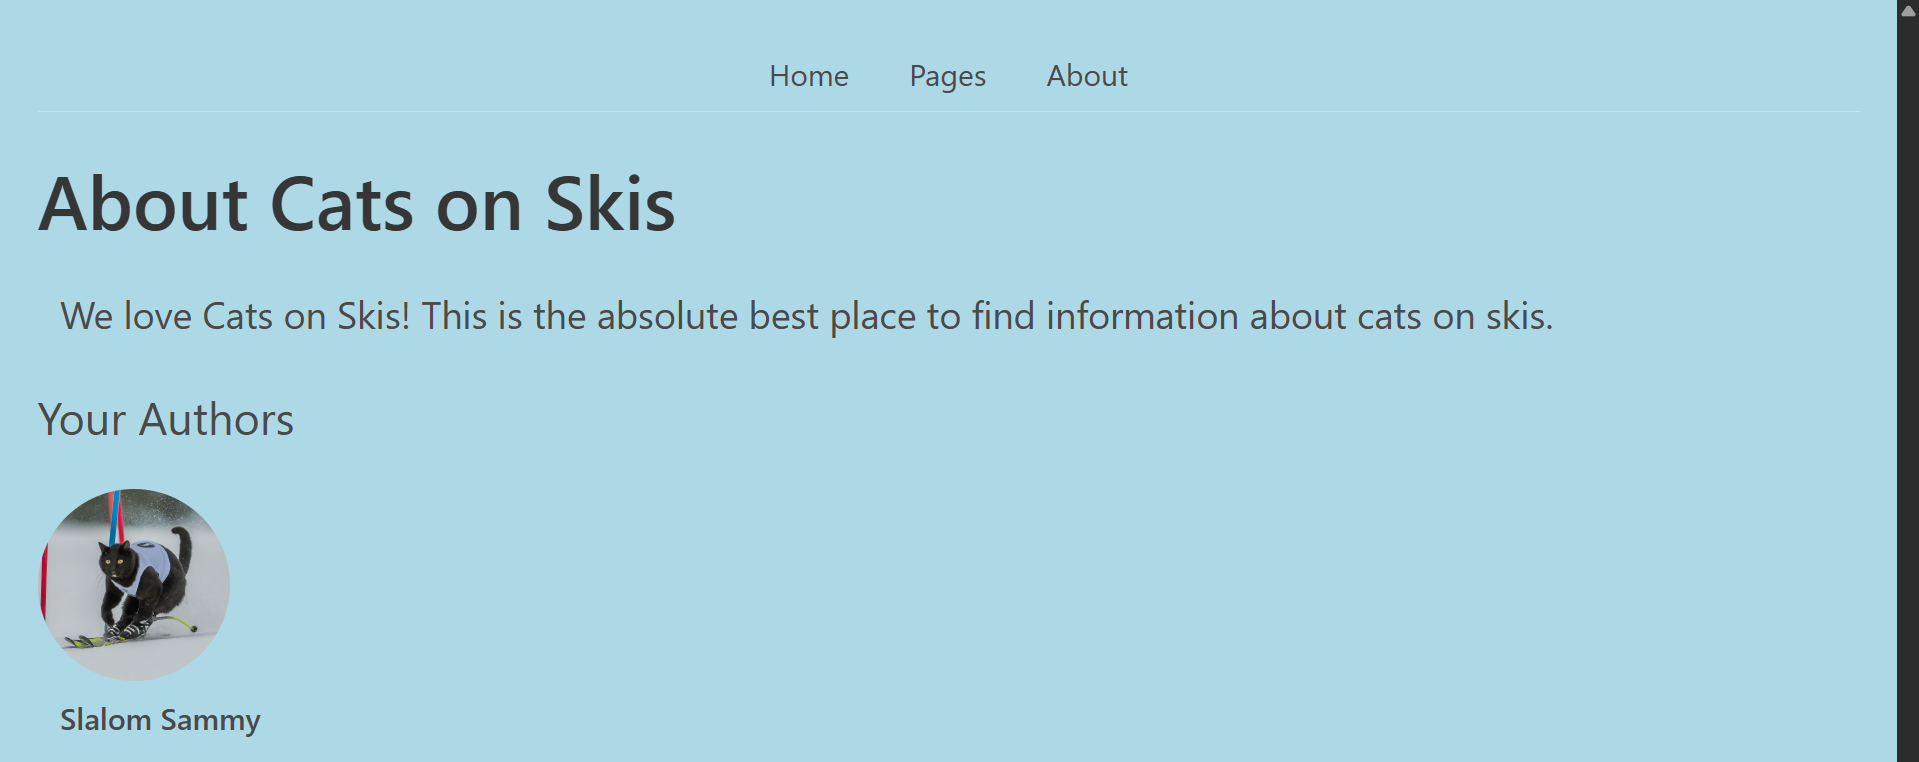 Home Pages About
About Cats on Skis
We love Cats on Skis! This is the absolute best place to find information about cats on skis.
Your Authors
Slalom Sammy